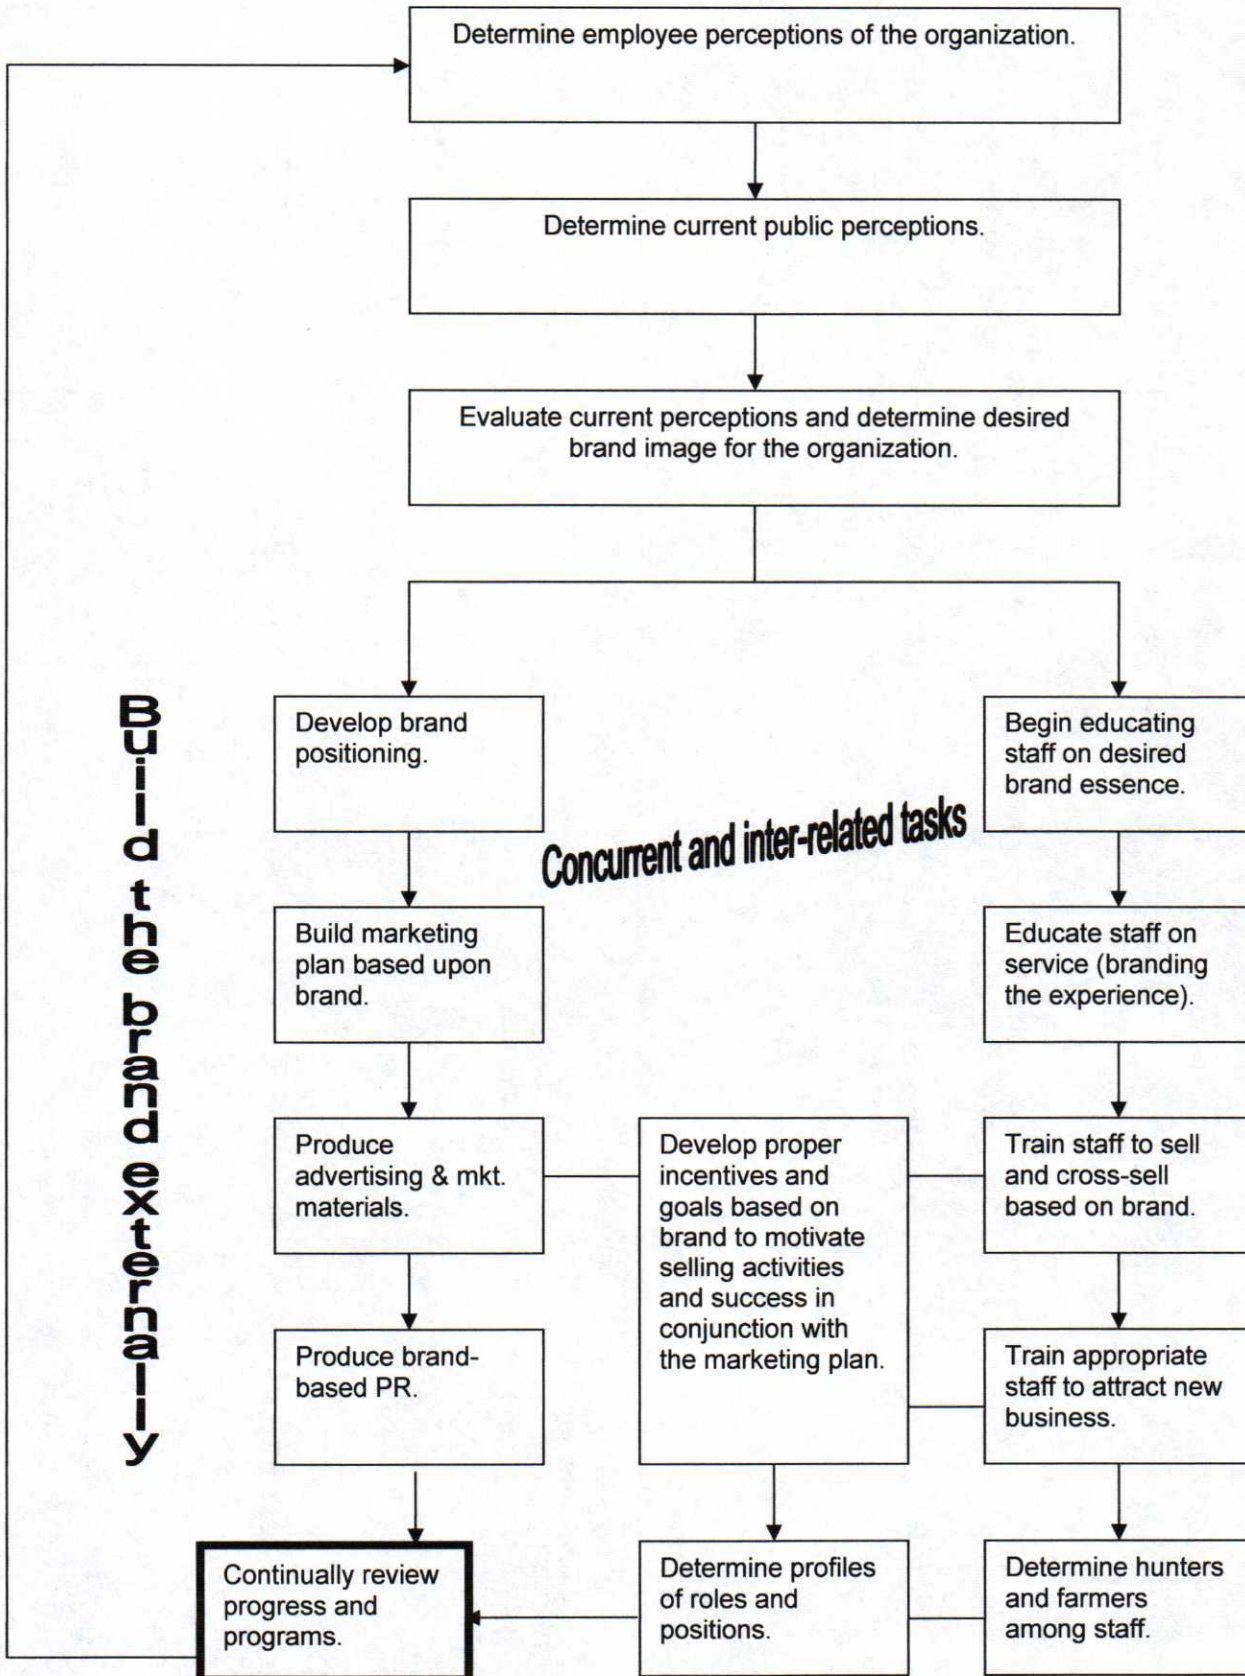 Determine employee perceptions of the organization.
Determine current public perceptions.
Evaluate current perceptions and determine desired
brand image for the organization.
Build the brand externally
Develop brand
positioning.
Begin educating
staff on desired
brand essence.
Concurrent and inter-related tasks
Build marketing
plan based upon
brand.
Educate staff on
service (branding
the experience).
Produce
advertising & mkt.
materials.
Develop proper
incentives and
goals based on
brand to motivate
selling activities
and success in
conjunction with
the marketing plan.
Train staff to sell
and cross-sell
based on brand.
Produce brand-
based PR.
Train appropriate
staff to attract new
business.
Continually review
progress and
programs.
Determine profiles
of roles and
positions.
Determine hunters
and farmers
among staff.